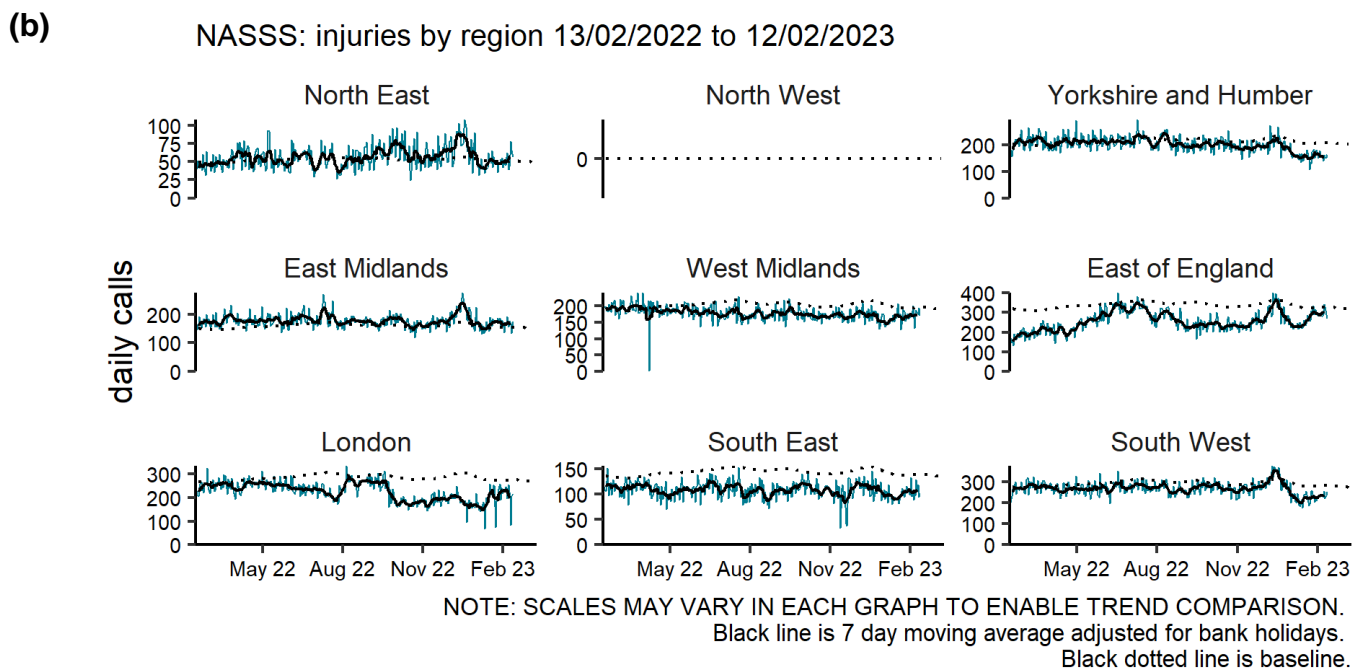 (b)
NASSS: injuries by region 13/02/2022 to 12/02/2023
North East
North West
Yorkshire and Humber
100
75
50
25
0
0
200
100
0
daily calls
East Midlands
West Midlands
East of England
200
100
0
200
150
100
50
0
400
300
200
100
0
London
South East
South West
300
200
100
0
150
100
50
0
300
200
100
0
May 22 Aug 22 Nov 22 Feb 23
May 22 Aug 22 Nov 22 Feb 23
May 22 Aug 22 Nov 22 Feb 23
NOTE: SCALES MAY VARY IN EACH GRAPH TO ENABLE TREND COMPARISON.
Black line is 7 day moving average adjusted for bank holidays.
Black dotted line is baseline.